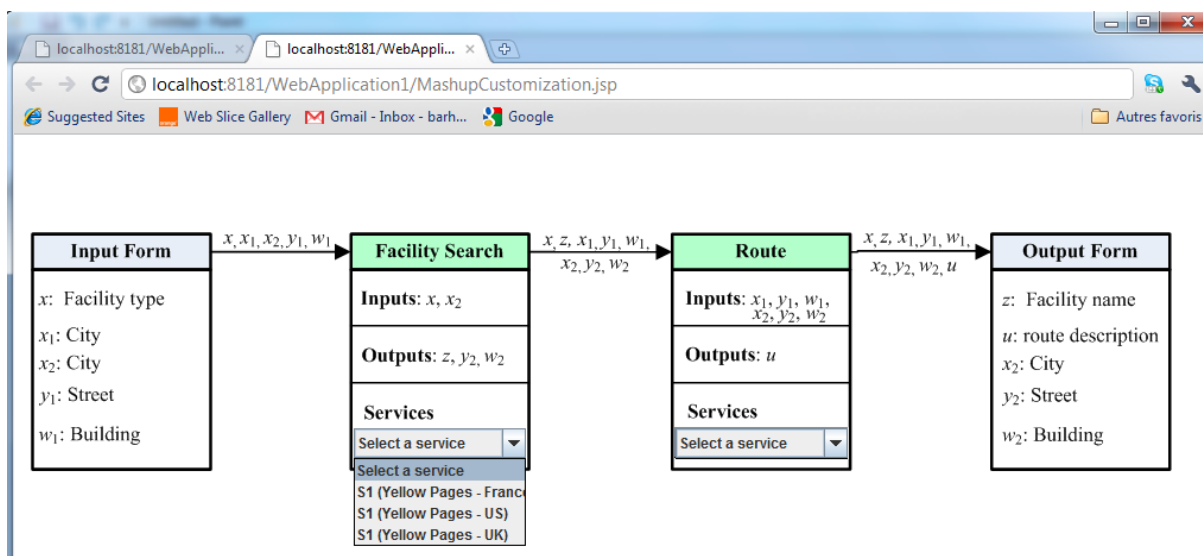 localhost:8181/WebAppli... ×
localhost:8181/WebAppli... ×
localhost:8181/WebApplication1/MashupCustomization.jsp
Suggested Sites Web Slice Gallery Gmail - Inbox - barh... Google Autres favoris
Input Form
x: Facility type
x₁: City
x₂: City
y₁: Street
w₁: Building
x, x₁, x₂, y₁, w₁
Facility Search
Inputs: x, x₂
Outputs: z, y₂, w₂
Services
Select a service
Select a service
S1 (Yellow Pages - France
S1 (Yellow Pages - US)
S1 (Yellow Pages - UK)
x, z, x₁, y₁, w₁,
x₂, y₂, w₂
Route
Inputs: x₁, y₁, w₁,
x₂, y₂, w₂
Outputs: u
Services
Select a service
x, z, x₁, y₁, w₁,
x₂, y₂, w₂, u
Output Form
z: Facility name
u: route description
x₂: City
y₂: Street
w₂: Building